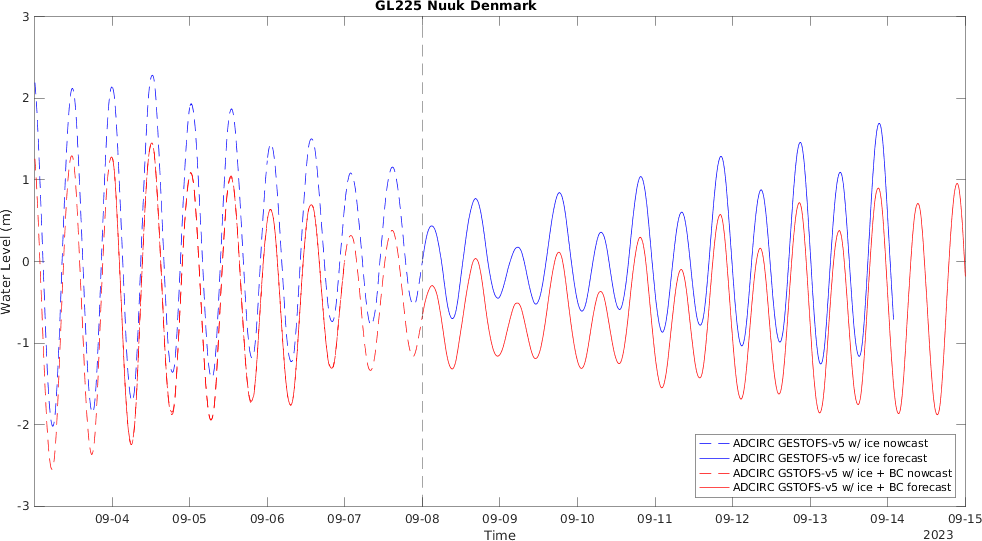 GL225 Nuuk Denmark
3
2
1
0
-1
-2
-3
Water Level (m)
ADCIRC GESTOFS-v5 w/ ice nowcast
ADCIRC GESTOFS-v5 w/ ice forecast
ADCIRC GSTOFS-v5 w/ ice + BC nowcast
ADCIRC GSTOFS-v5 w/ ice + BC forecast
09-04 09-05 09-06 09-07 09-08 09-09 09-10 09-11 09-12 09-13 09-14 09-15
Time
2023